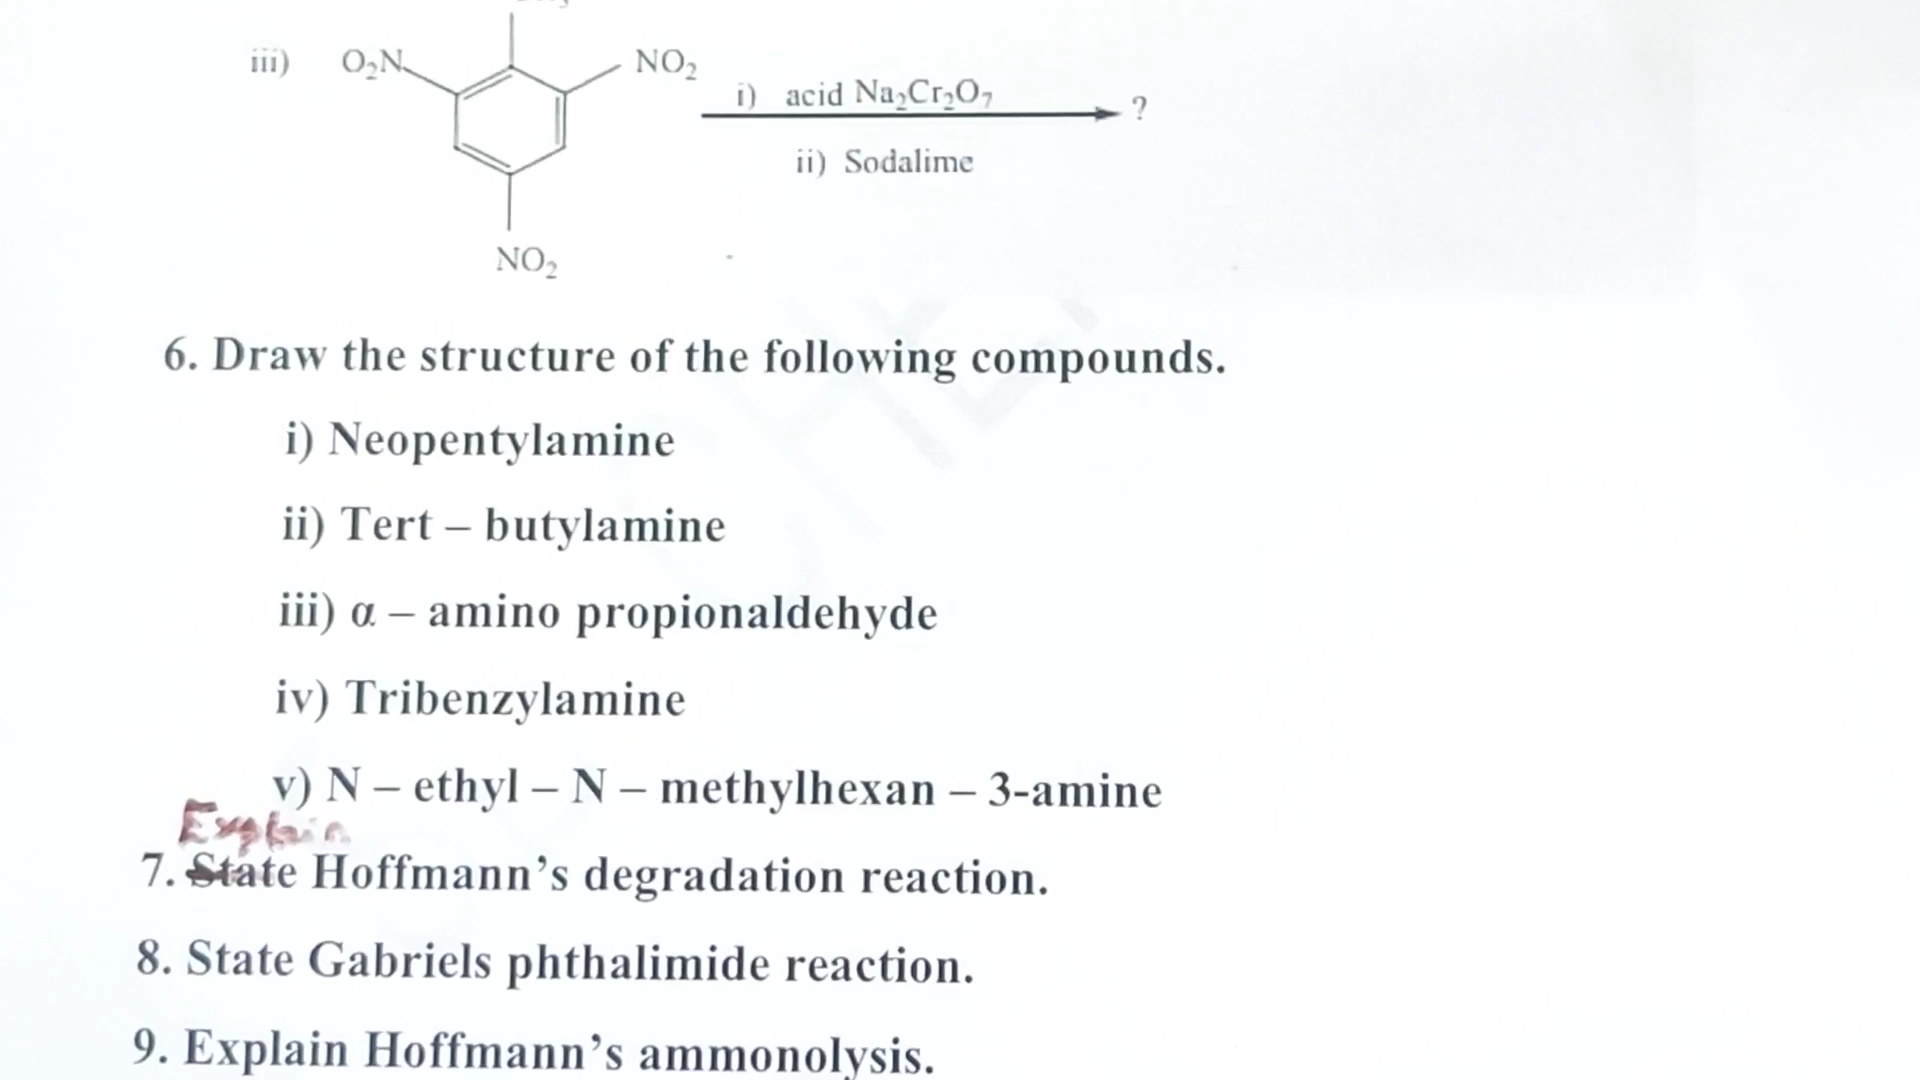 iii) O₂N NO₂
i) acid Na₂Cr₂O₇ ?
ii) Sodalime
NO₂
6. Draw the structure of the following compounds.
i) Neopentylamine
ii) Tert – butylamine
iii) α – amino propionaldehyde
iv) Tribenzylamine
v) N – ethyl – N – methylhexan – 3-amine
Explain
7. State Hoffmann’s degradation reaction.
8. State Gabriels phthalimide reaction.
9. Explain Hoffmann’s ammonolysis.